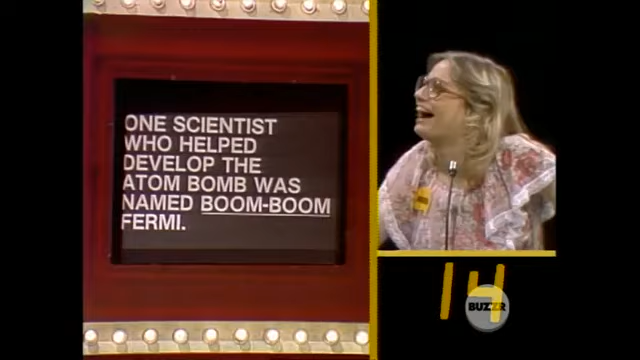 ONE SCIENTIST
WHO HELPED
DEVELOP THE
ATOM BOMB WAS
NAMED BOOM-BOOM
FERMI.
14
BUZZR